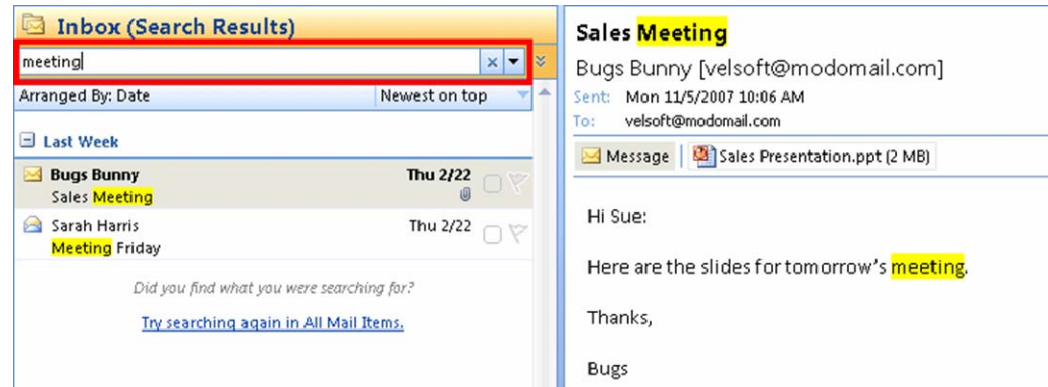 Inbox (Search Results)
meeting
Arranged By: Date Newest on top
Last Week
Bugs Bunny Thu 2/22
Sales Meeting
Sarah Harris Thu 2/22
Meeting Friday
Did you find what you were searching for?
Try searching again in All Mail Items.
Sales Meeting
Bugs Bunny [velsoft@modomail.com]
Sent: Mon 11/5/2007 10:06 AM
To: velsoft@modomail.com
Message Sales Presentation.ppt (2 MB)
Hi Sue:
Here are the slides for tomorrow's meeting.
Thanks,
Bugs